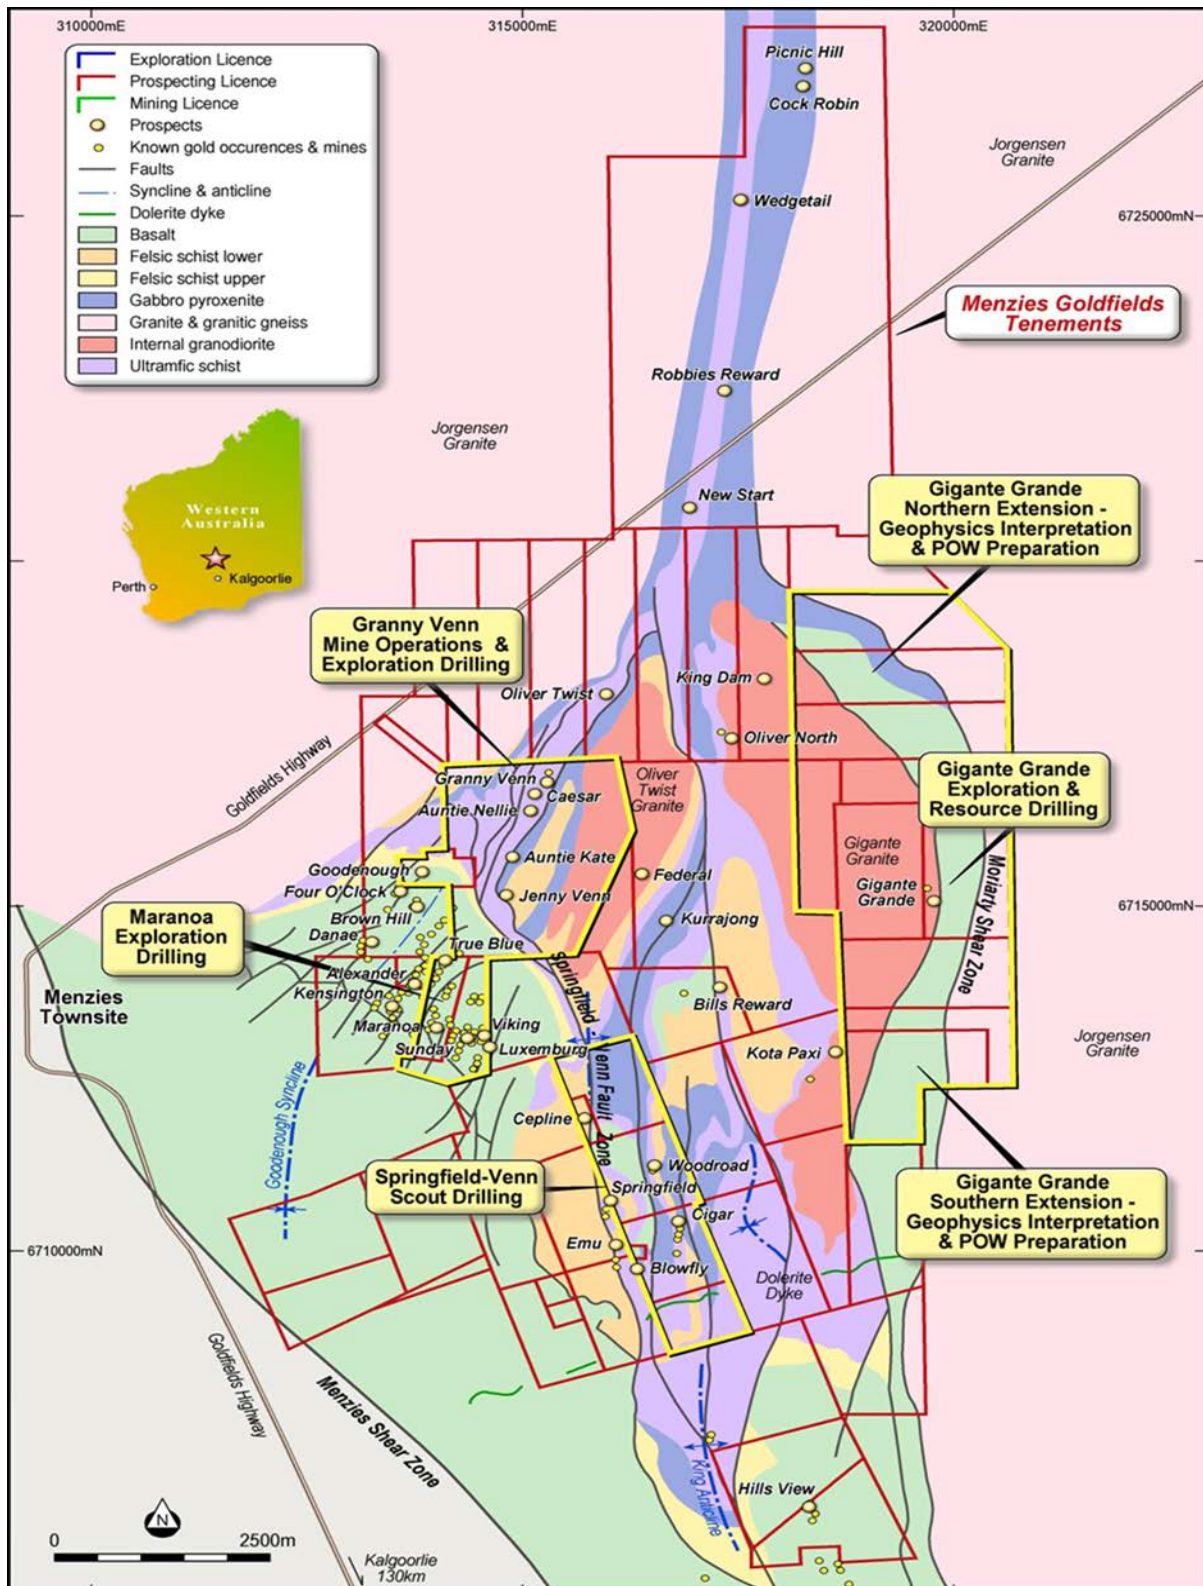 310000mE
315000mE
320000mE
Exploration Licence
Prospecting Licence
Mining Licence
Prospects
Known gold occurences & mines
Faults
Syncline & anticline
Dolerite dyke
Basalt
Felsic schist lower
Felsic schist upper
Gabbro pyroxenite
Granite & granitic gneiss
Internal granodiorite
Ultramfic schist
Picnic Hill
Cock Robin
Jorgensen
Granite
Wedgetail
6725000mN
Menzies Goldfields
Tenements
Robbies Reward
Jorgensen
Granite
Western
Australia
Perth
Kalgoorlie
New Start
Gigante Grande
Northern Extension -
Geophysics Interpretation
& POW Preparation
Granny Venn
Mine Operations &
Exploration Drilling
Oliver Twist
King Dam
Oliver North
Goldfields Highway
Granny Venn
Caesar
Auntie Nellie
Oliver
Twist
Granite
Gigante Grande
Exploration &
Resource Drilling
Auntie Kate
Jenny Venn
Federal
Kurrajong
Gigante
Granite
Gigante
Grande
Moriaty Shear Zone
6715000mN
Goodenough
Four O'Clock
Brown Hill
Danae
True Blue
Alexander
Kensington
Maranoa
Sunday
Viking
Luxemburg
Maranoa
Exploration
Drilling
Menzies
Townsite
Springfield - Venn Fault Zone
Bills Reward
Kota Paxi
Jorgensen
Granite
Goodenough Syncline
Cepline
Woodroad
Springfield-Venn
Scout Drilling
Springfield
Cigar
Emu
Blowfly
Gigante Grande
Southern Extension -
Geophysics Interpretation
& POW Preparation
6710000mN
Dolerite
Dyke
Goldfields Highway
Menzies Shear Zone
King Anticline
Hills View
N
0
2500m
Kalgoorlie
130km